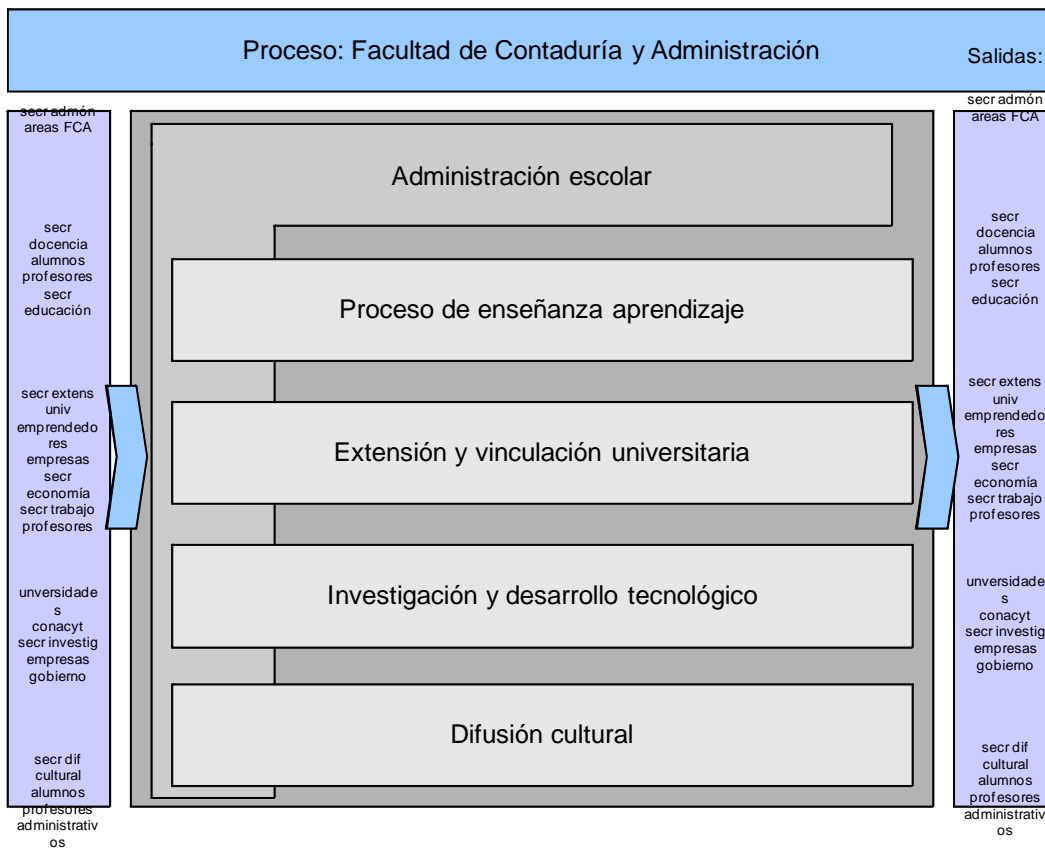 Proceso: Facultad de Contaduría y Administración
Salidas:
secr admón
areas FCA
secr
docencia
alumnos
profesores
secr
educación
secr extens
univ
emprendedo
res
empresas
secr
economía
secr trabajo
profesores
unversidade
s
conacyt
secr investig
empresas
gobierno
secr dif
cultural
alumnos
profesores
administrativ
os
Administración escolar
Proceso de enseñanza aprendizaje
Extensión y vinculación universitaria
Investigación y desarrollo tecnológico
Difusión cultural
secr admón
areas FCA
secr
docencia
alumnos
profesores
secr
educación
secr extens
univ
emprendedo
res
empresas
secr
economía
secr trabajo
profesores
unversidade
s
conacyt
secr investig
empresas
gobierno
secr dif
cultural
alumnos
profesores
administrativ
os